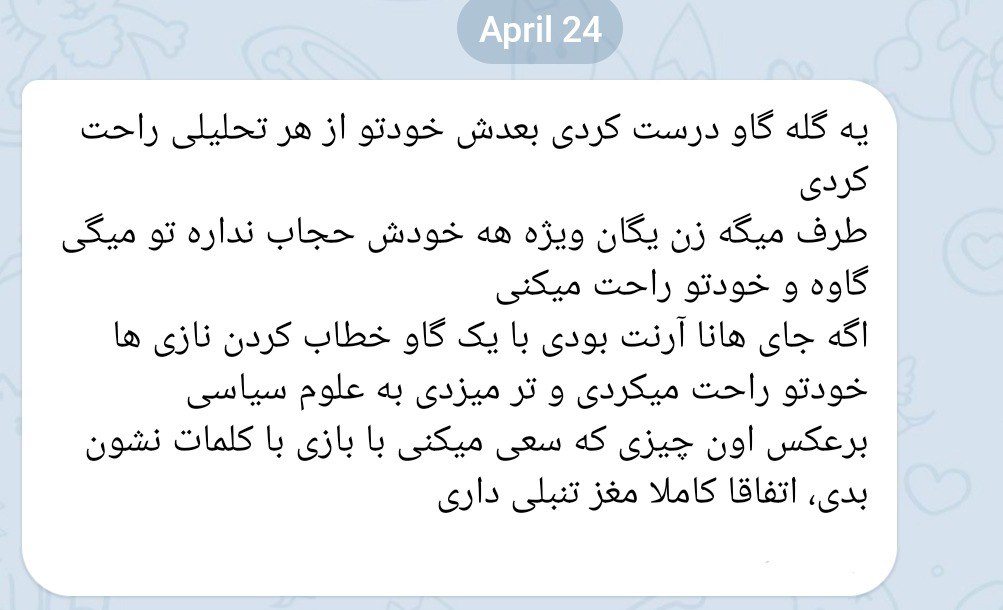 April 24
یه گله گاو درست کردی بعدش خودتو از هر تحلیلی راحت
کردی
طرف میگه زن یگان ویژه هه خودش حجاب نداره تو میگی
گاوه و خودتو راحت میکنی
اگه جای هانا آرنت بودی با یک گاو خطاب کردن نازی ها
خودتو راحت میکردی و تر میزدی به علوم سیاسی
برعکس اون چیزی که سعی میکنی با بازی با کلمات نشون
بدی، اتفاقا کاملا مغز تنبلی داری